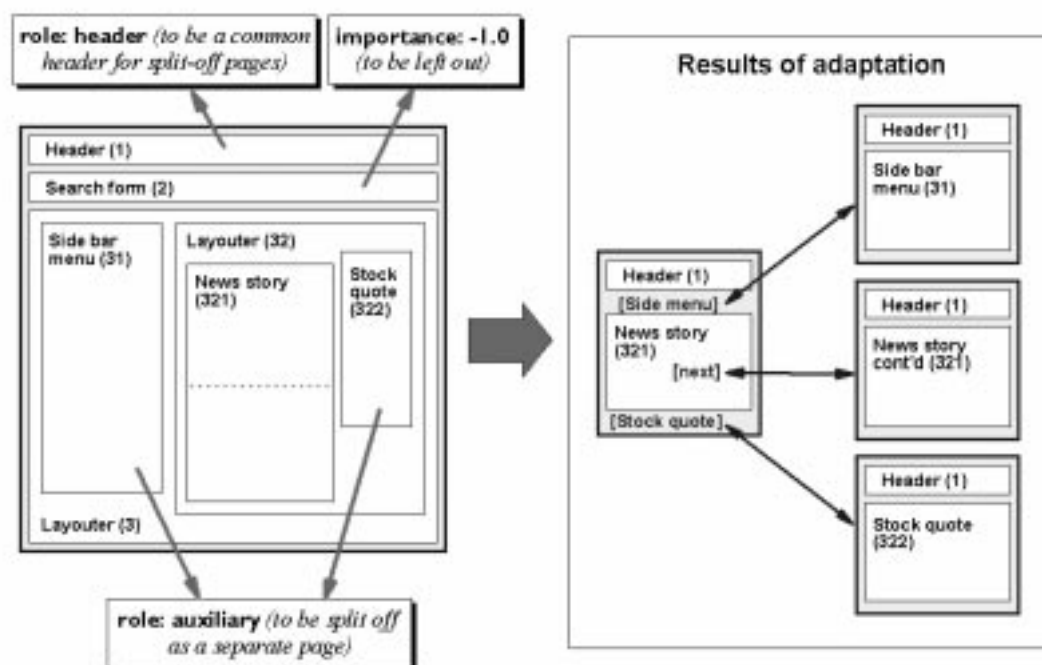 role: header (to be a common
header for split-off pages)
importance: -1.0
(to be left out)
Header (1)
Search form (2)
Side bar
menu (31)
Layouter (32)
News story
(321)
Stock
quote
(322)
Layouter (3)
role: auxiliary (to be split off
as a separate page)
Results of adaptation
Header (1)
[Side menu]
News story
(321)
[next]
[Stock quote]
Header (1)
Side bar
menu (31)
Header (1)
News story
cont'd (321)
Header (1)
Stock quote
(322)